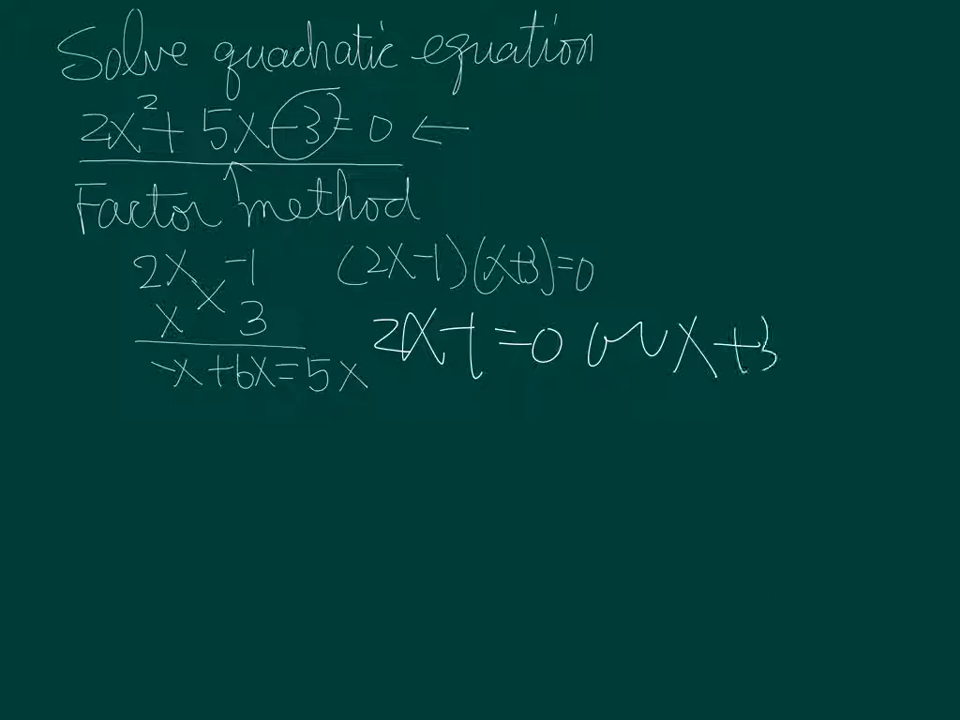 Solve quadratic equation
2x² + 5x - 3 = 0 ←
Factor method
2x -1 (2x-1)(x+3)=0
x 3 2x-1=0 or x+3
-x+6x=5x